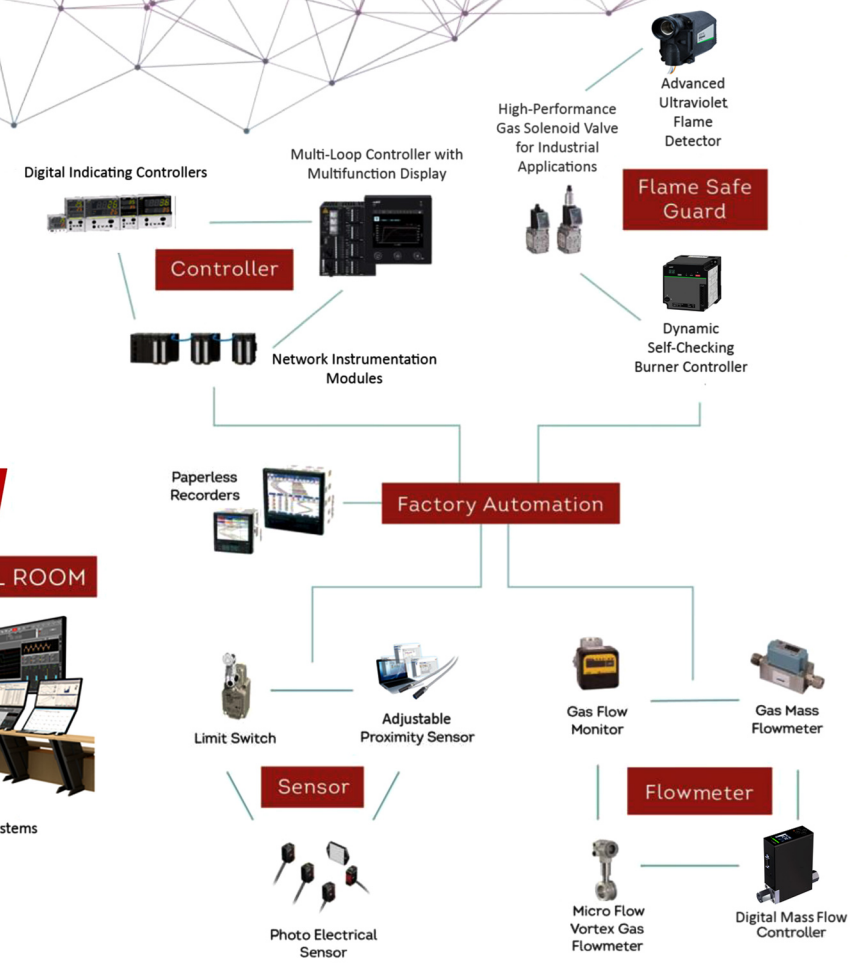 Advanced
Ultraviolet
Flame
Detector
High-Performance
Gas Solenoid Valve
for Industrial
Applications
Flame Safe
Guard
Dynamic
Self-Checking
Burner Controller
Digital Indicating Controllers
Multi-Loop Controller with
Multifunction Display
Controller
Network Instrumentation
Modules
Paperless
Recorders
Factory Automation
ROOM
Limit Switch
Adjustable
Proximity Sensor
Sensor
Photo Electrical
Sensor
Gas Flow
Monitor
Gas Mass
Flowmeter
Flowmeter
Micro Flow
Vortex Gas
Flowmeter
Digital Mass Flow
Controller